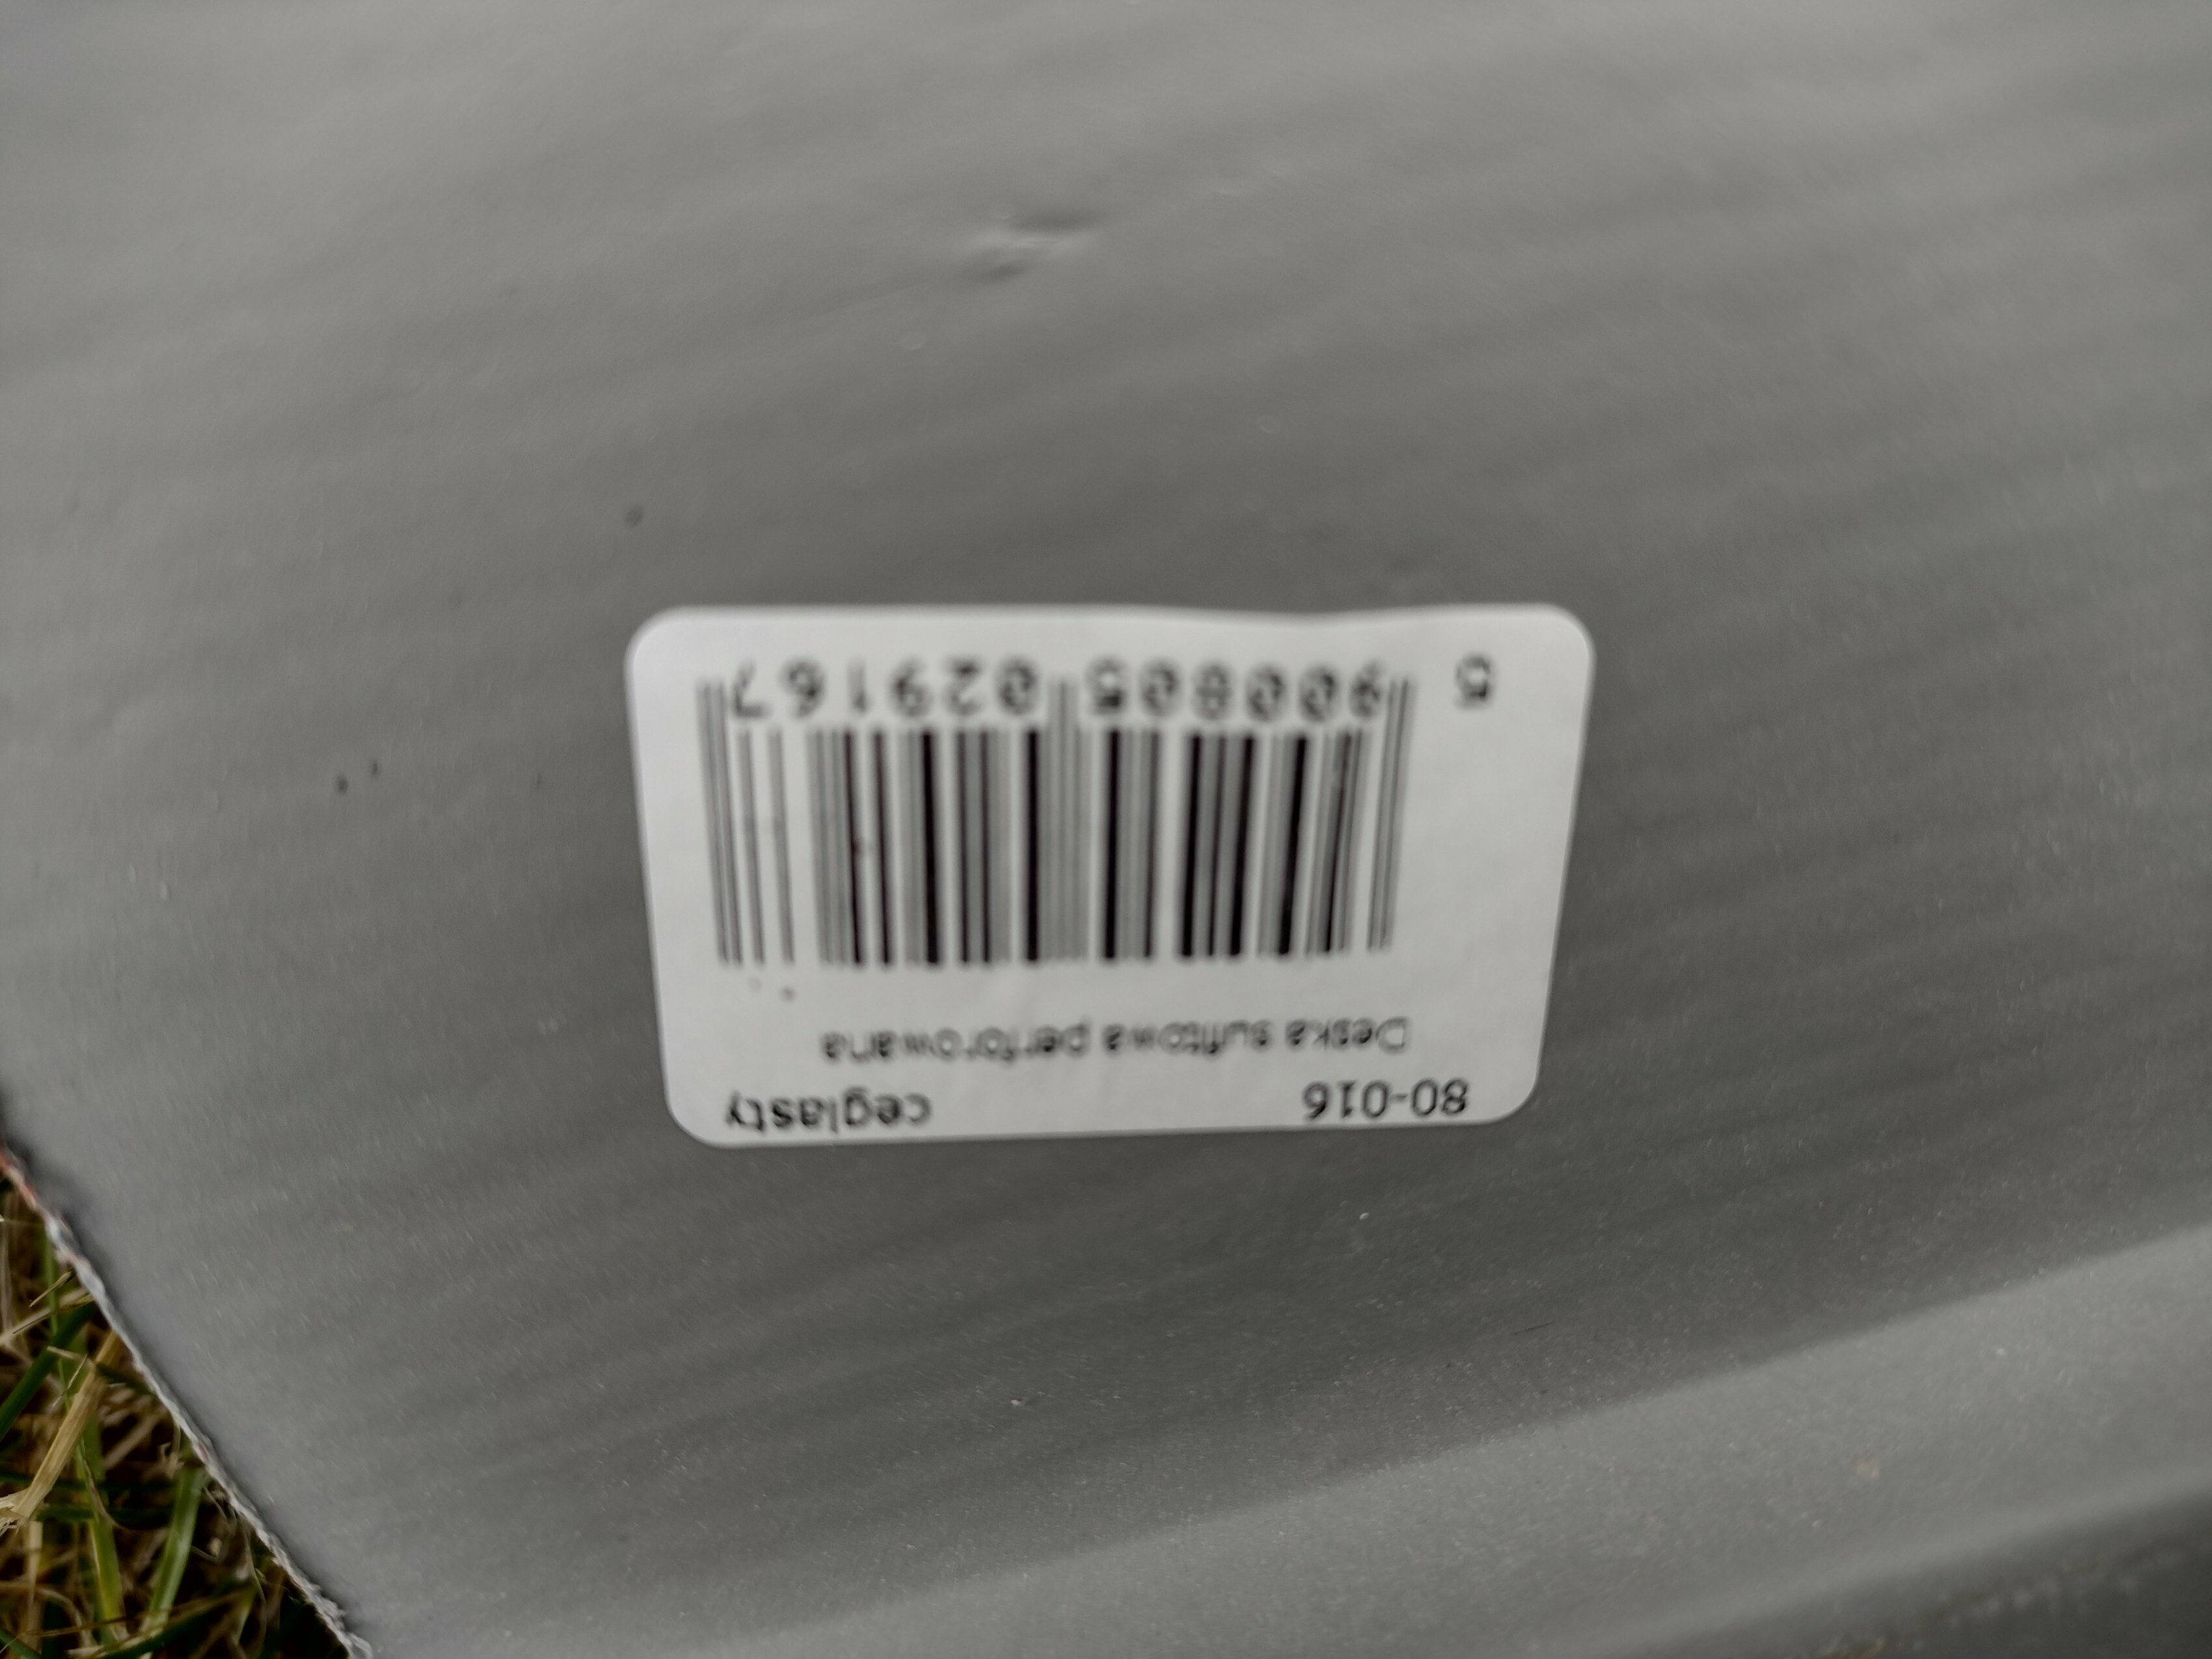 80-016 ceglasty
Deska sufitowa perforowana
5 900805 029167